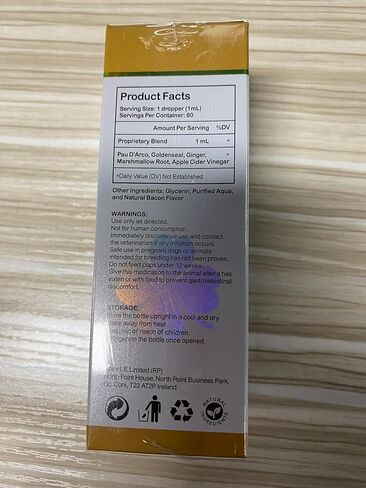 Product Facts
Serving Size: 1 dropper (1mL)
Servings Per Container: 60
Amount Per Serving %DV
Proprietary Blend 1 mL *
Pau D'Arco, Goldenseal, Ginger, *
Marshmallow Root, Apple Cider Vinegar
*Daily Value (DV) Not Established
Other Ingredients: Glycerin, Purified Aqua,
and Natural Bacon Flavor
WARNINGS:
Use only as directed.
Not for human consumption.
Immediately discontinue use and contact
the veterinarian if any irritation occurs.
Safe use in pregnant dogs or animals
intended for breeding has not been proven.
Do not feed pups under 12 weeks.
Give this medication to the animal after it has
eaten or with food to prevent gastrointestinal
discomfort.
STORAGE:
Store the bottle upright in a cool and dry
place away from heat.
out of reach of children.
the bottle once opened.
Limited (RP)
Point House, North Point Business Park,
Cork, T23 AT2P Ireland
NATURAL
INGREDIENTS